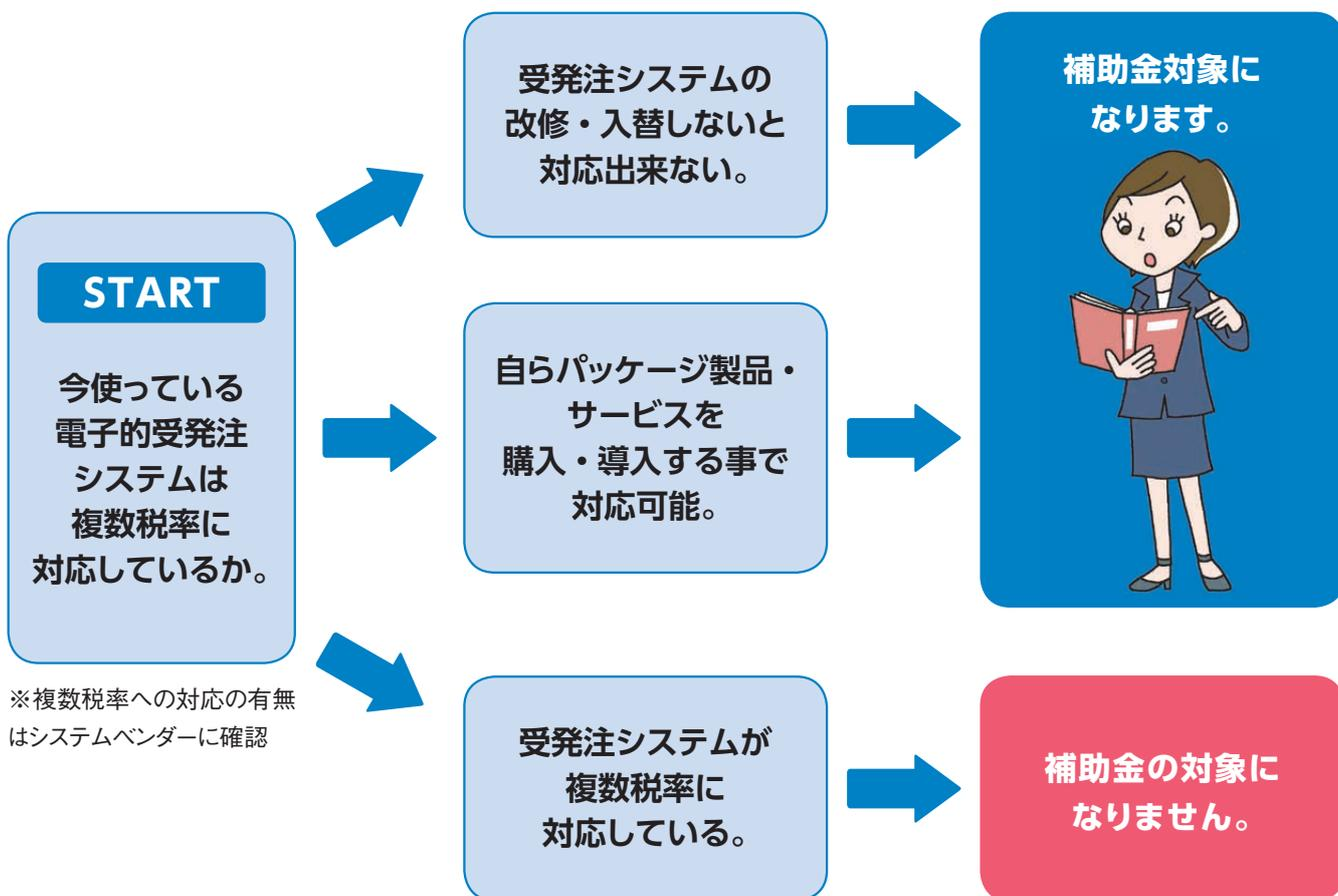 START
今使っている
電子的受発注
システムは
複数税率に
対応しているか。
※複数税率への対応の有無
はシステムベンダーに確認
受発注システムの
改修・入替しないと
対応出来ない。
補助金対象に
なります。
自らパッケージ製品・
サービスを
購入・導入する事で
対応可能。
受発注システムが
複数税率に
対応している。
補助金の対象に
なりません。